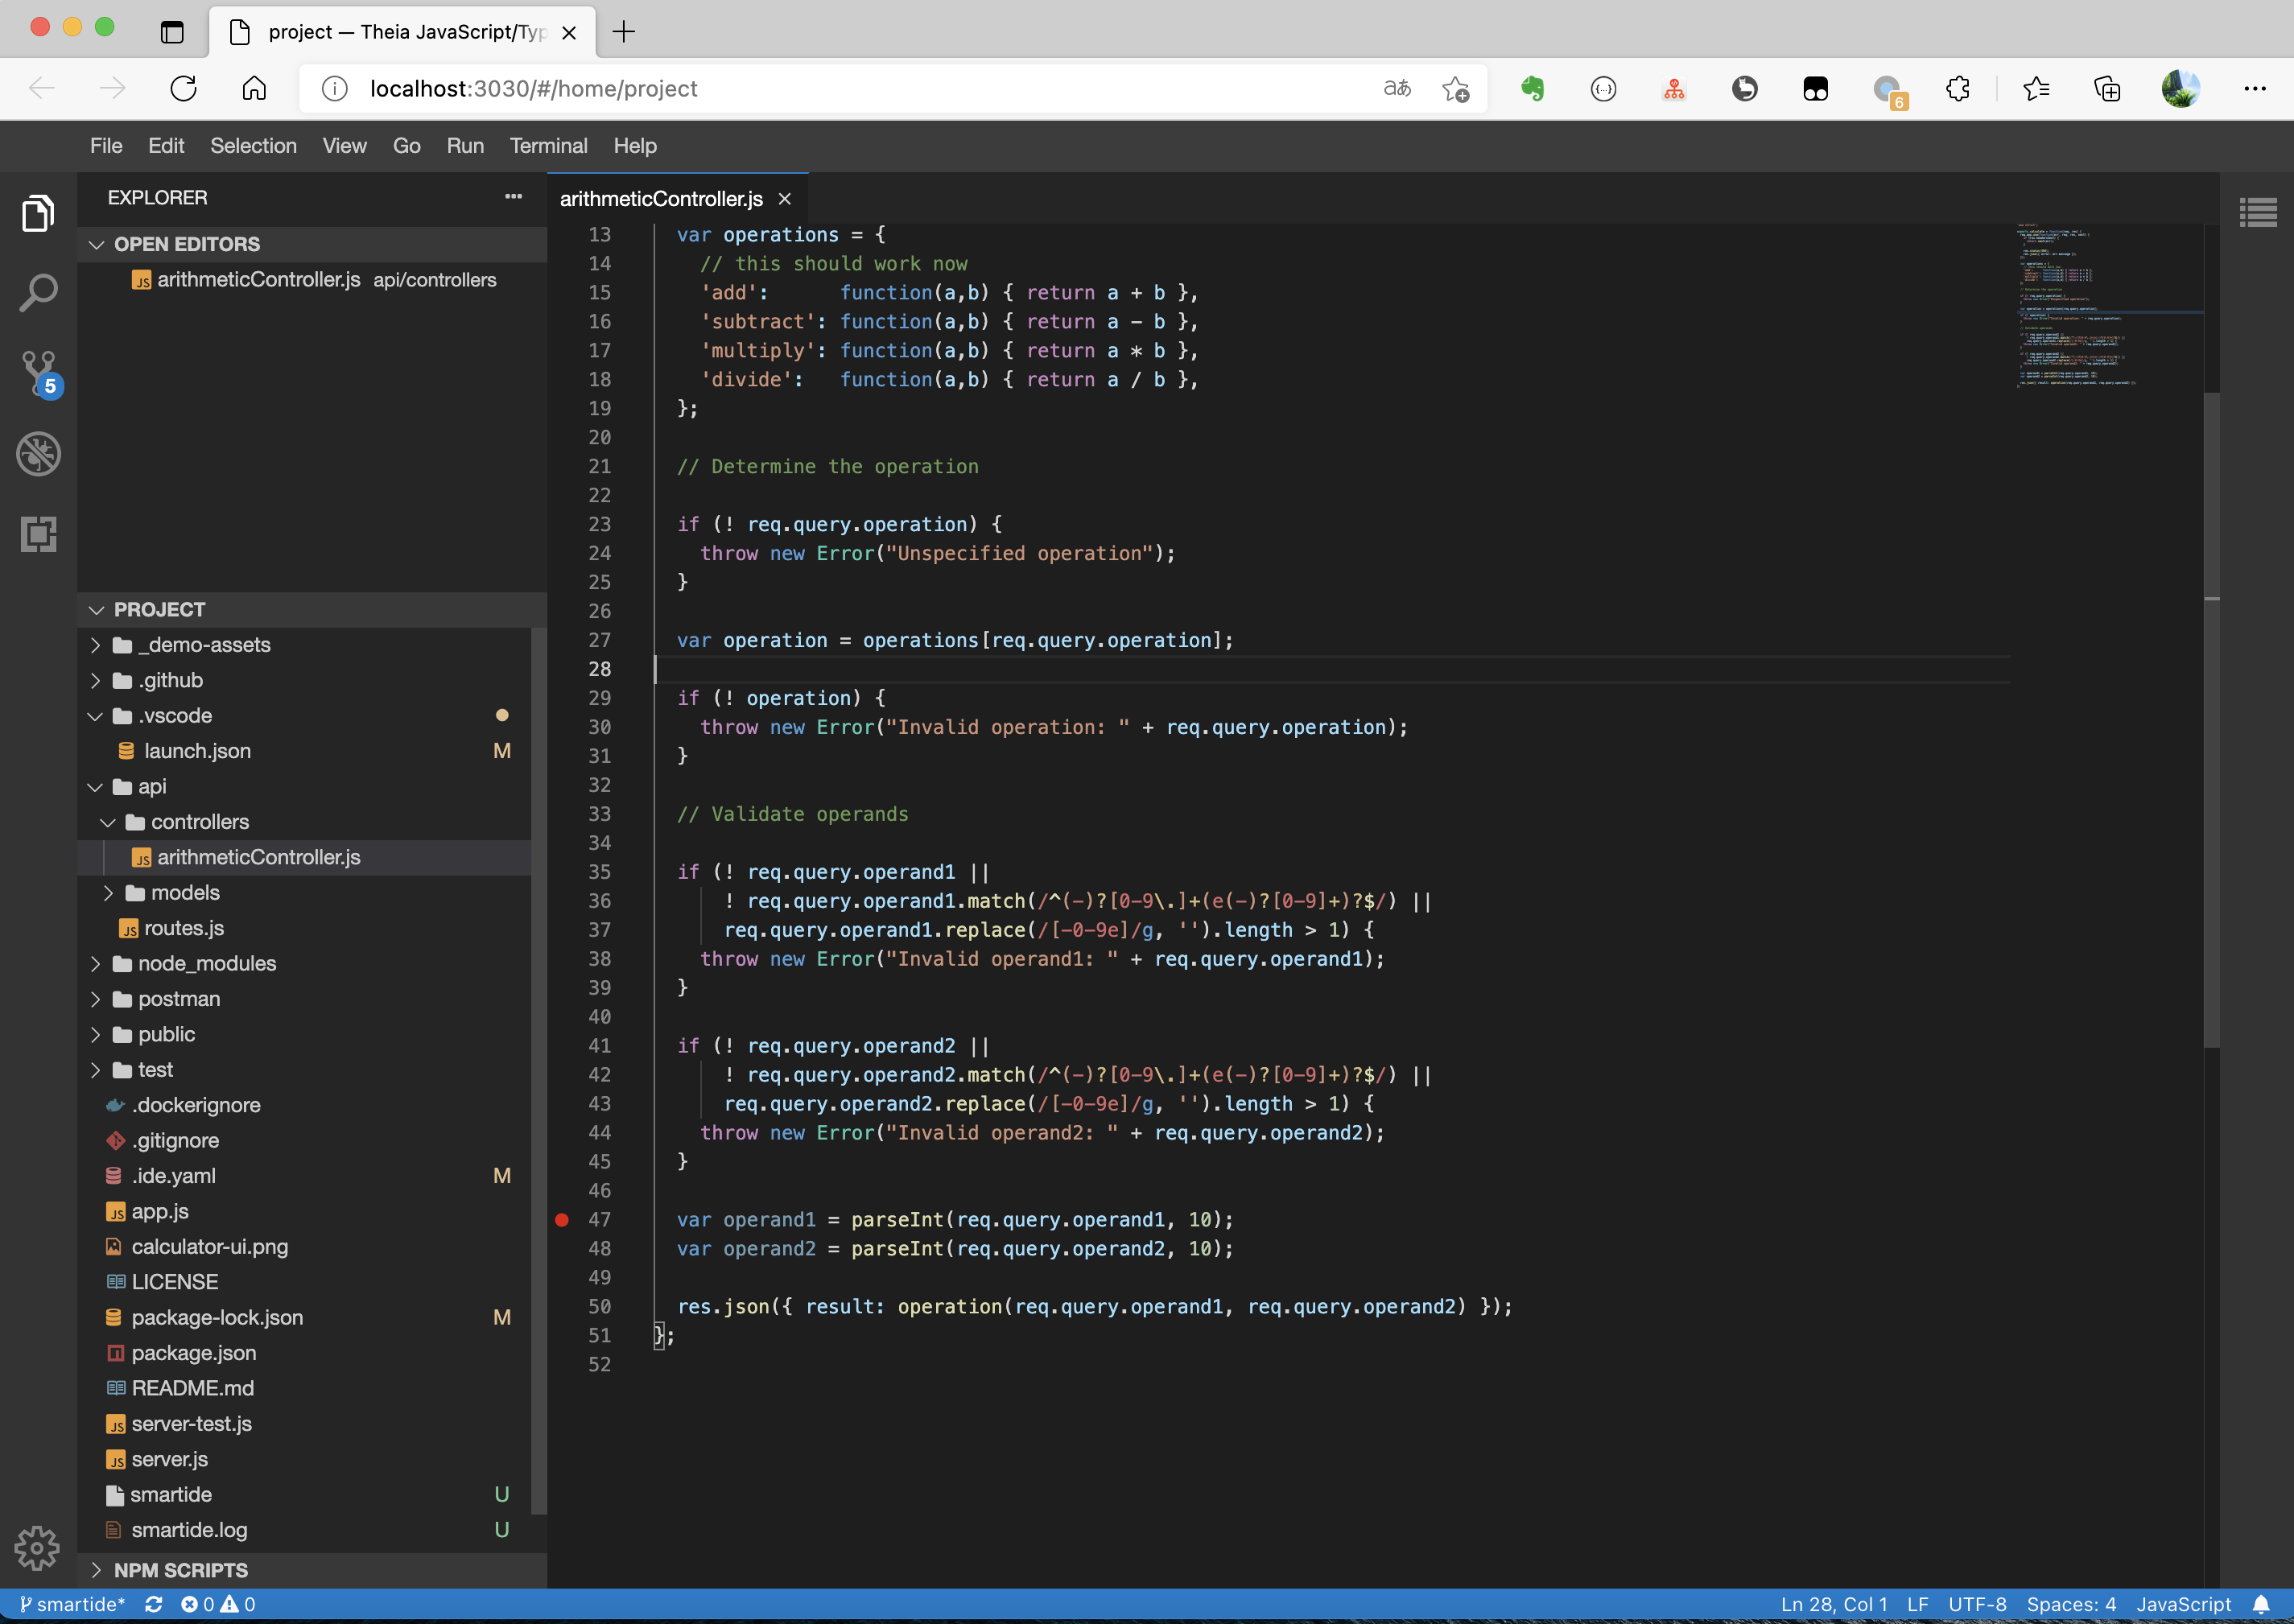 project — Theia JavaScript/Typ
localhost:3030/#/home/project
aあ
6
File Edit Selection View Go Run Terminal Help
EXPLORER
OPEN EDITORS
JS arithmeticController.js api/controllers
5
PROJECT
_demo-assets
.github
.vscode
launch.json M
api
controllers
JS arithmeticController.js
models
JS routes.js
node_modules
postman
public
test
.dockerignore
.gitignore
.ide.yaml M
JS app.js
calculator-ui.png
LICENSE
package-lock.json M
package.json
README.md
JS server-test.js
JS server.js
smartide U
smartide.log U
NPM SCRIPTS
arithmeticController.js
13 var operations = {
14 // this should work now
15 'add': function(a,b) { return a + b },
16 'subtract': function(a,b) { return a - b },
17 'multiply': function(a,b) { return a * b },
18 'divide': function(a,b) { return a / b },
19 };
20
21 // Determine the operation
22
23 if (! req.query.operation) {
24 throw new Error("Unspecified operation");
25 }
26
27 var operation = operations[req.query.operation];
28
29 if (! operation) {
30 throw new Error("Invalid operation: " + req.query.operation);
31 }
32
33 // Validate operands
34
35 if (! req.query.operand1 ||
36 ! req.query.operand1.match(/^(-)?[0-9\.]+(e(-)?[0-9]+)?$/) ||
37 req.query.operand1.replace(/[-0-9e]/g, '').length > 1) {
38 throw new Error("Invalid operand1: " + req.query.operand1);
39 }
40
41 if (! req.query.operand2 ||
42 ! req.query.operand2.match(/^(-)?[0-9\.]+(e(-)?[0-9]+)?$/) ||
43 req.query.operand2.replace(/[-0-9e]/g, '').length > 1) {
44 throw new Error("Invalid operand2: " + req.query.operand2);
45 }
46
47 var operand1 = parseInt(req.query.operand1, 10);
48 var operand2 = parseInt(req.query.operand2, 10);
49
50 res.json({ result: operation(req.query.operand1, req.query.operand2) });
51 };
52
smartide* 0 0 Ln 28, Col 1 LF UTF-8 Spaces: 4 JavaScript